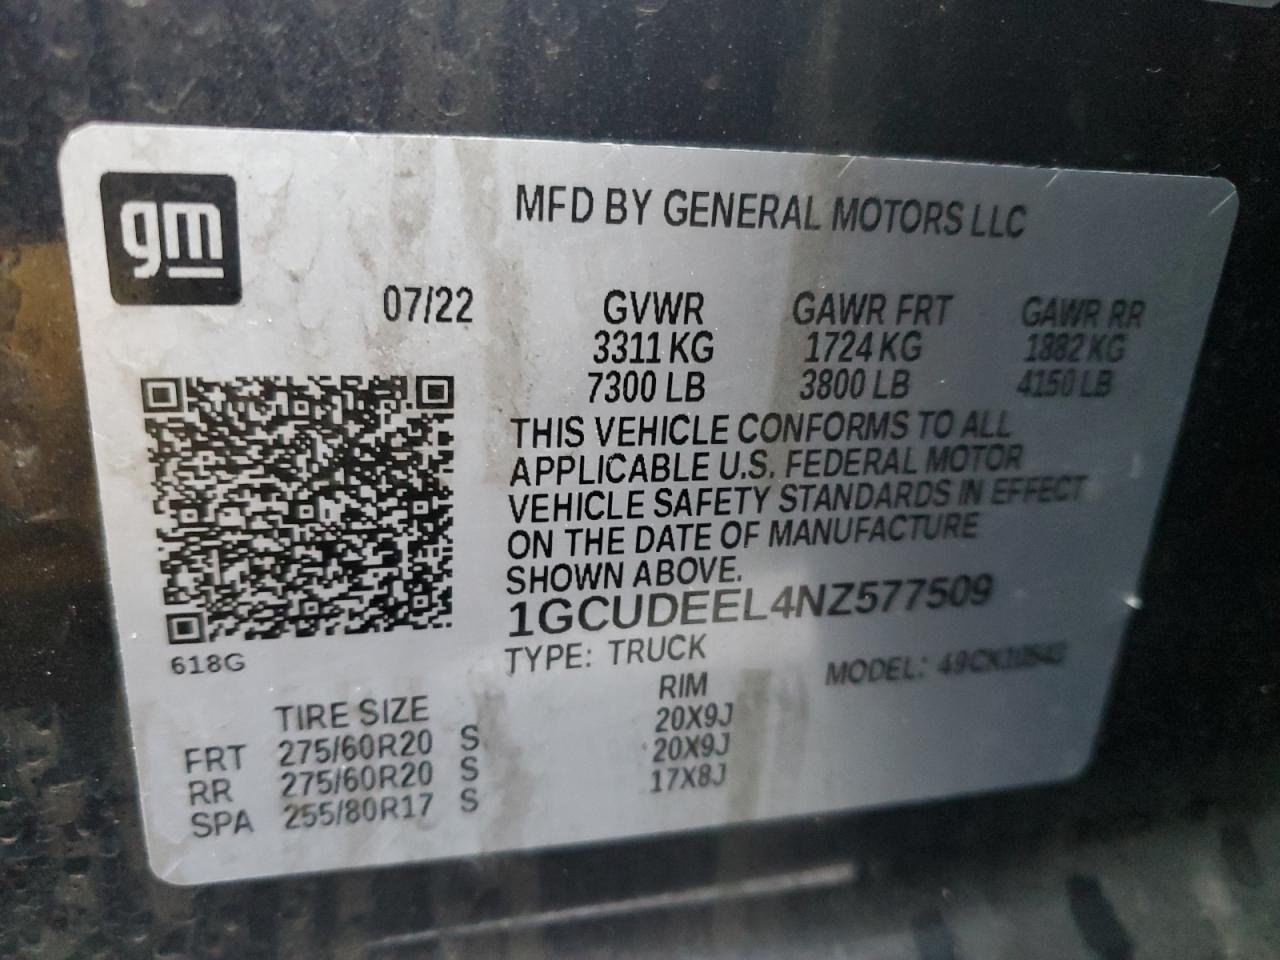 gm
MFD BY GENERAL MOTORS LLC
07/22
GVWR GAWR FRT GAWR RR
3311 KG 1724 KG 1882 KG
7300 LB 3800 LB 4150 LB
THIS VEHICLE CONFORMS TO ALL
APPLICABLE U.S. FEDERAL MOTOR
VEHICLE SAFETY STANDARDS IN EFFECT
ON THE DATE OF MANUFACTURE
SHOWN ABOVE.
1GCUDEEL4NZ577509
618G
TYPE: TRUCK MODEL:
TIRE SIZE RIM
FRT 275/60R20 S 20X9J
RR 275/60R20 S 20X9J
SPA 255/80R17 S 17X8J